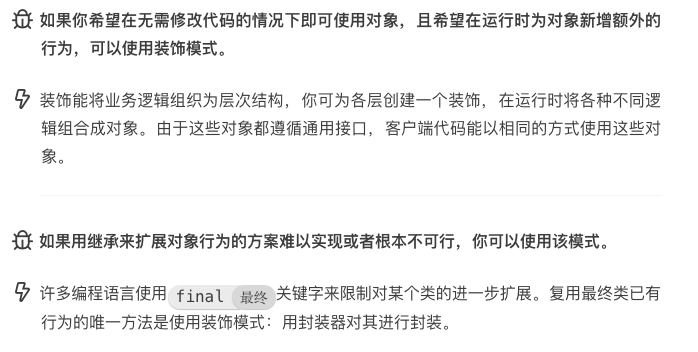 如果你希望在无需修改代码的情况下即可使用对象，且希望在运行时为对象新增额外的
行为，可以使用装饰模式。
装饰能将业务逻辑组织为层次结构，你可为各层创建一个装饰，在运行时将各种不同逻
辑组合成对象。由于这些对象都遵循通用接口，客户端代码能以相同的方式使用这些对
象。
如果用继承来扩展对象行为的方案难以实现或者根本不可行，你可以使用该模式。
许多编程语言使用 final 最终 关键字来限制对某个类的进一步扩展。复用最终类已有
行为的唯一方法是使用装饰模式：用封装器对其进行封装。